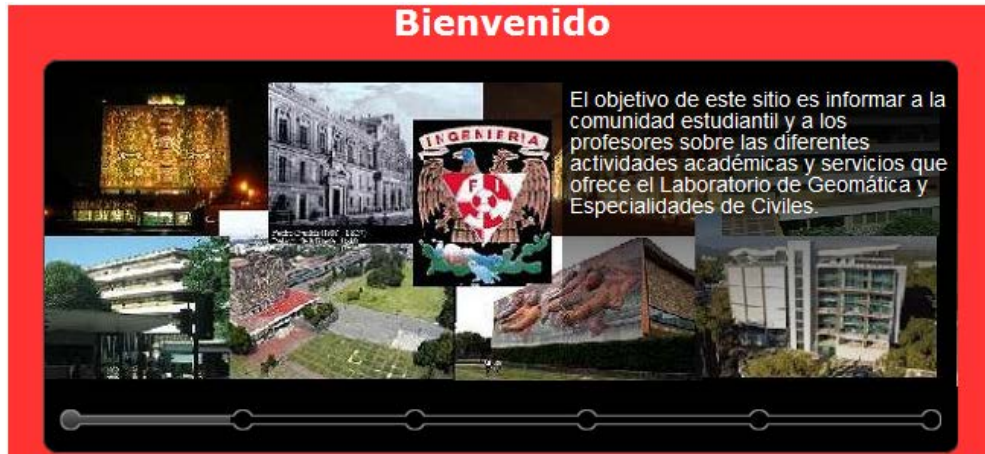 Bienvenido
El objetivo de este sitio es informar a la
comunidad estudiantil y a los
profesores sobre las diferentes
actividades académicas y servicios que
ofrece el Laboratorio de Geomática y
Especialidades de Civiles.
INGENIERIA
F I